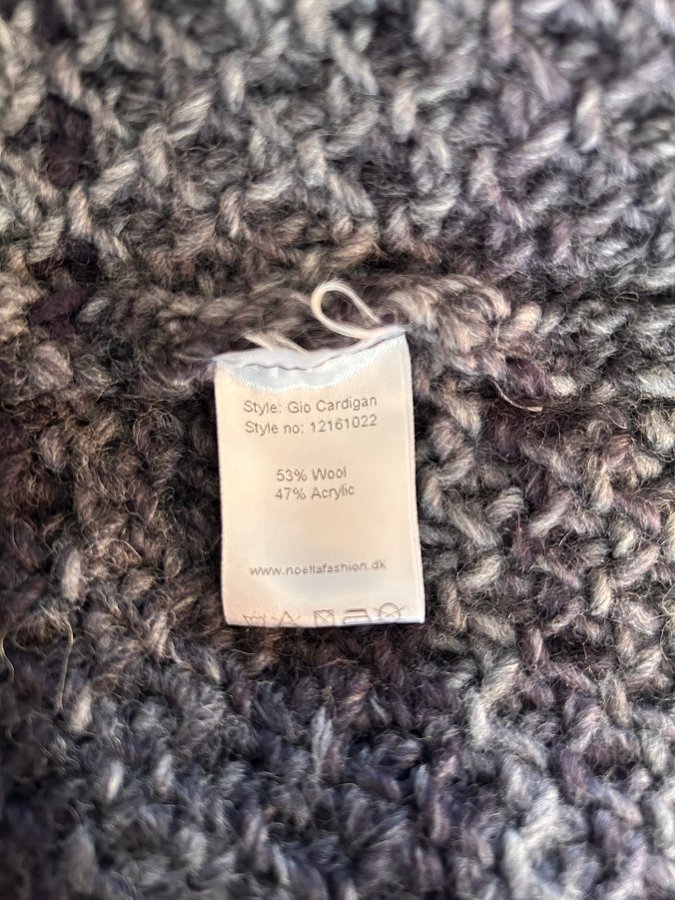 Style: Gio Cardigan
Style no: 12161022
53% Wool
47% Acrylic
www.noellafashion.dk